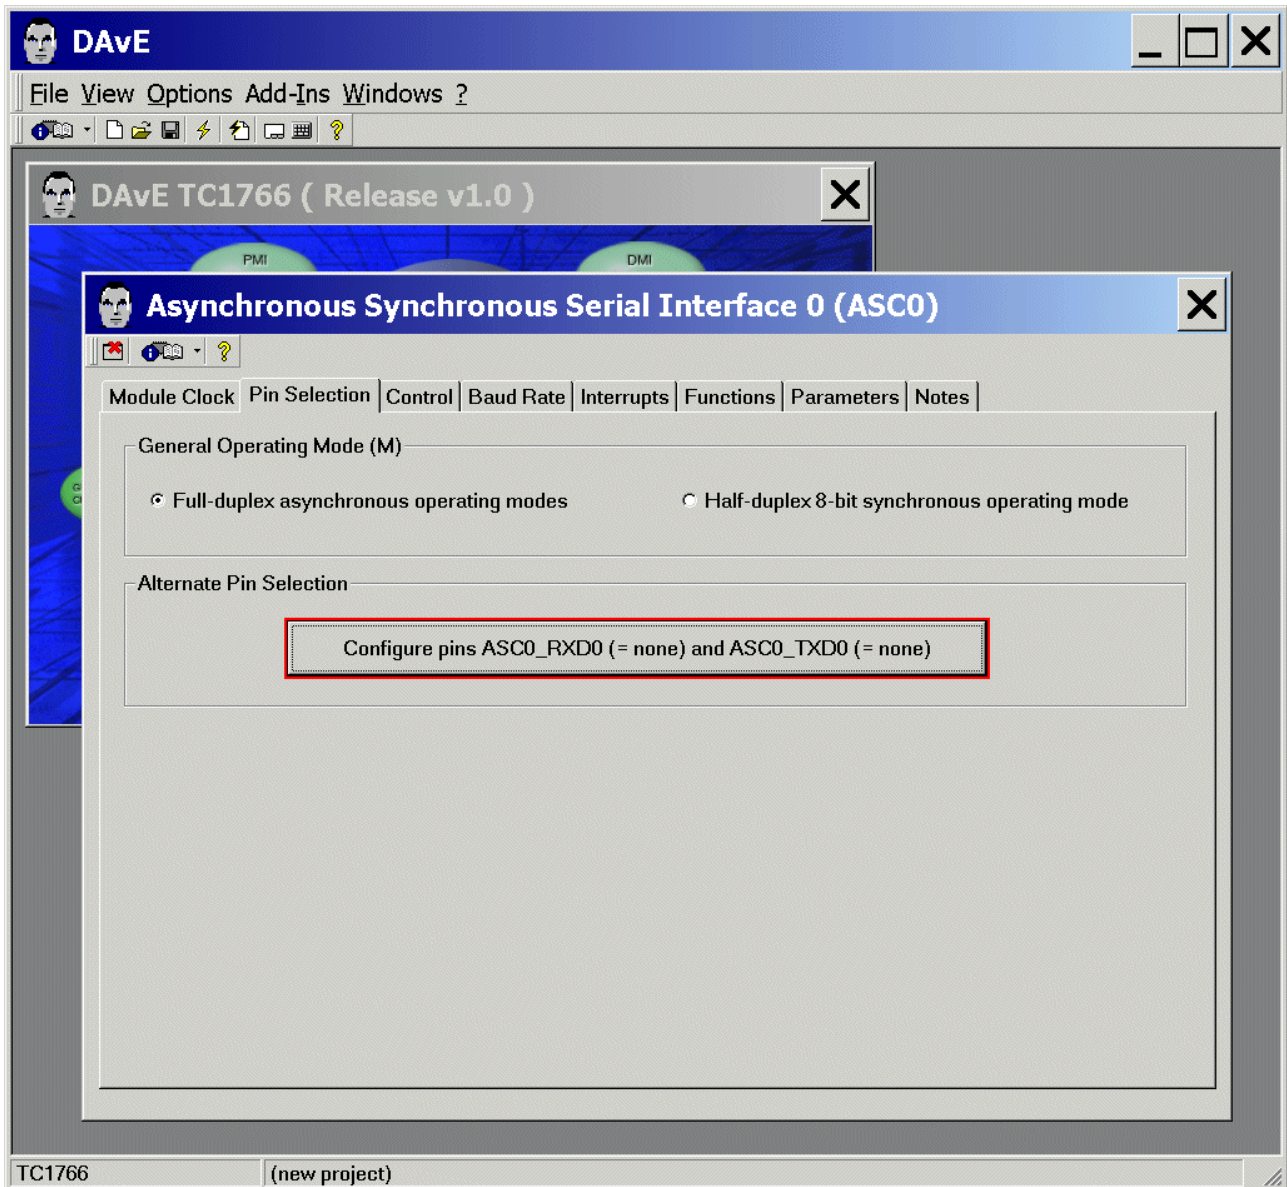 DAvE
File View Options Add-Ins Windows ?
DAvE TC1766 ( Release v1.0 )
PMI DMI
Asynchronous Synchronous Serial Interface 0 (ASC0)
Module Clock Pin Selection Control Baud Rate Interrupts Functions Parameters Notes
General Operating Mode (M)
Full-duplex asynchronous operating modes Half-duplex 8-bit synchronous operating mode
Alternate Pin Selection
Configure pins ASC0_RXD0 (= none) and ASC0_TXD0 (= none)
TC1766 (new project)